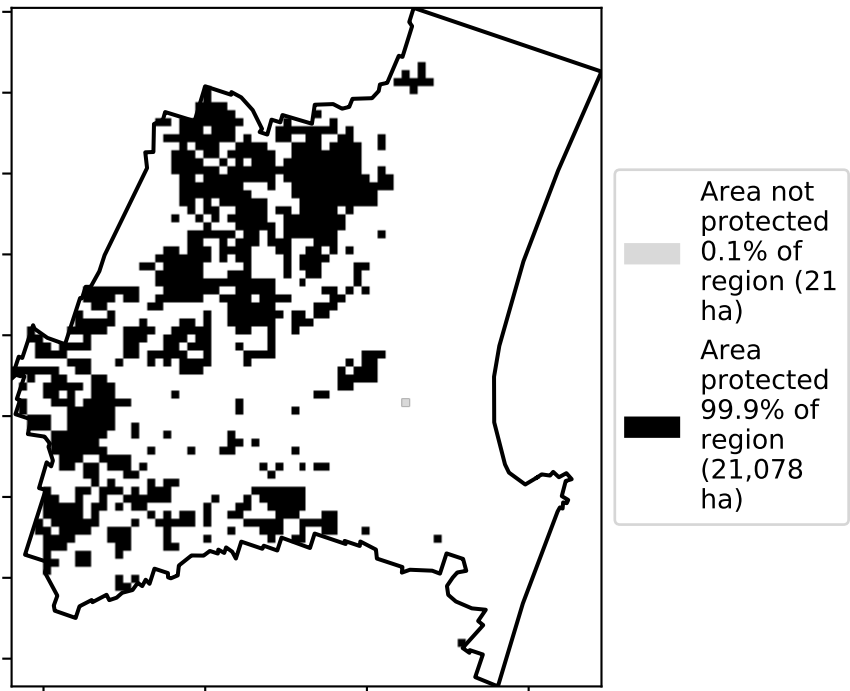 Area not
protected
0.1% of
region (21
ha)
Area
protected
99.9% of
region
(21,078
ha)